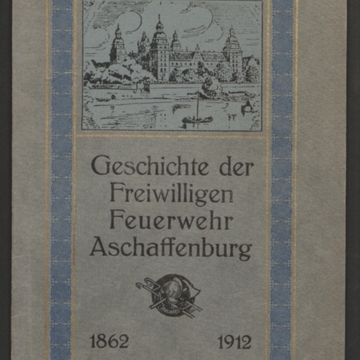 Geschichte der
Freiwilligen
Feuerwehr
Aschaffenburg
1862 1912